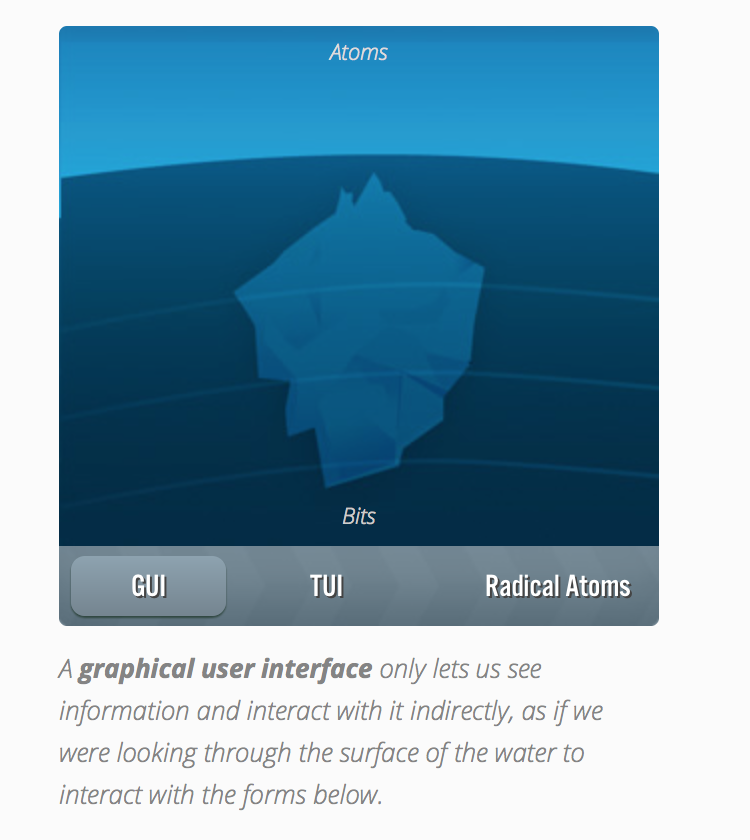 Atoms
Bits
GUI TUI Radical Atoms
A graphical user interface only lets us see
information and interact with it indirectly, as if we
were looking through the surface of the water to
interact with the forms below.